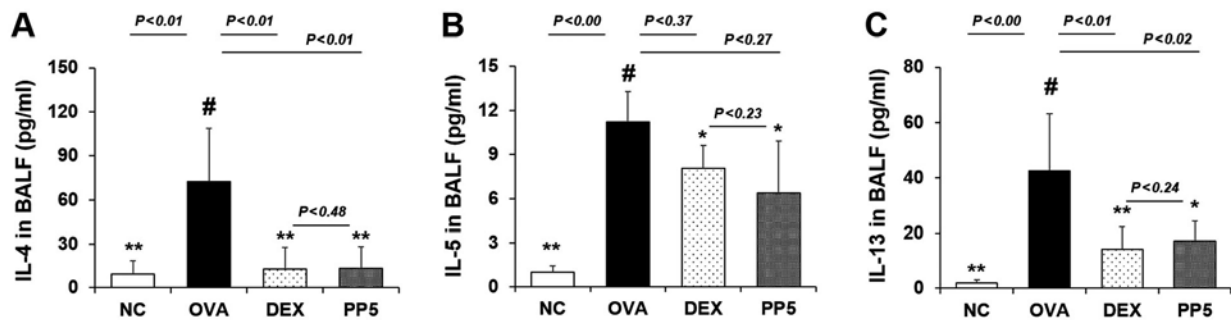 A
P<0.01 P<0.01
P<0.01
IL-4 in BALF (pg/ml)
150
120
90
60
30
0
#
P<0.48
** ** **
NC OVA DEX PP5
B
P<0.00 P<0.37
P<0.27
IL-5 in BALF (pg/ml)
15
12
9
6
3
0
#
P<0.23
* *
**
NC OVA DEX PP5
C
P<0.00 P<0.01
P<0.02
IL-13 in BALF (pg/ml)
80
60
40
20
0
#
P<0.24
** *
**
NC OVA DEX PP5